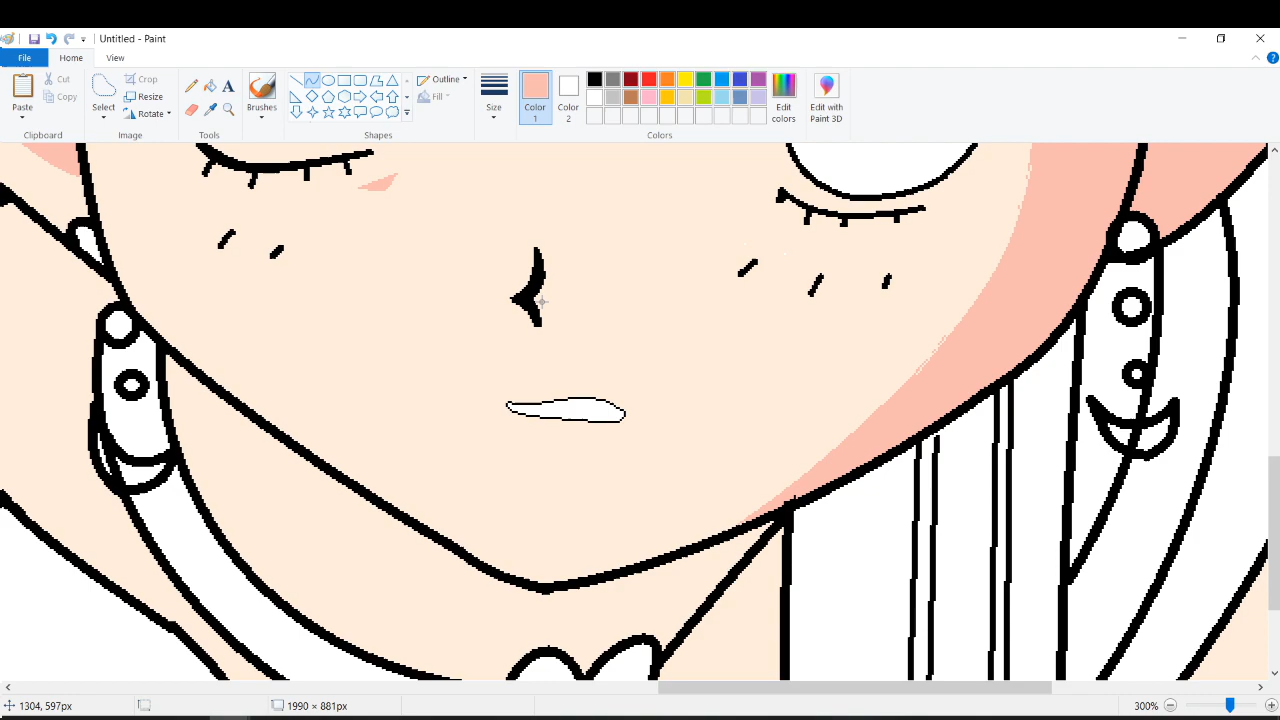 Untitled - Paint
File
Home
View
Paste
Cut
Copy
Clipboard
Select
Crop
Resize
Rotate
Image
A
Tools
Brushes
Outline
Fill
Shapes
Size
Color
1
Color
2
Edit
colors
Edit with
Paint 3D
Colors
1304, 597px
1990 × 881px
300%